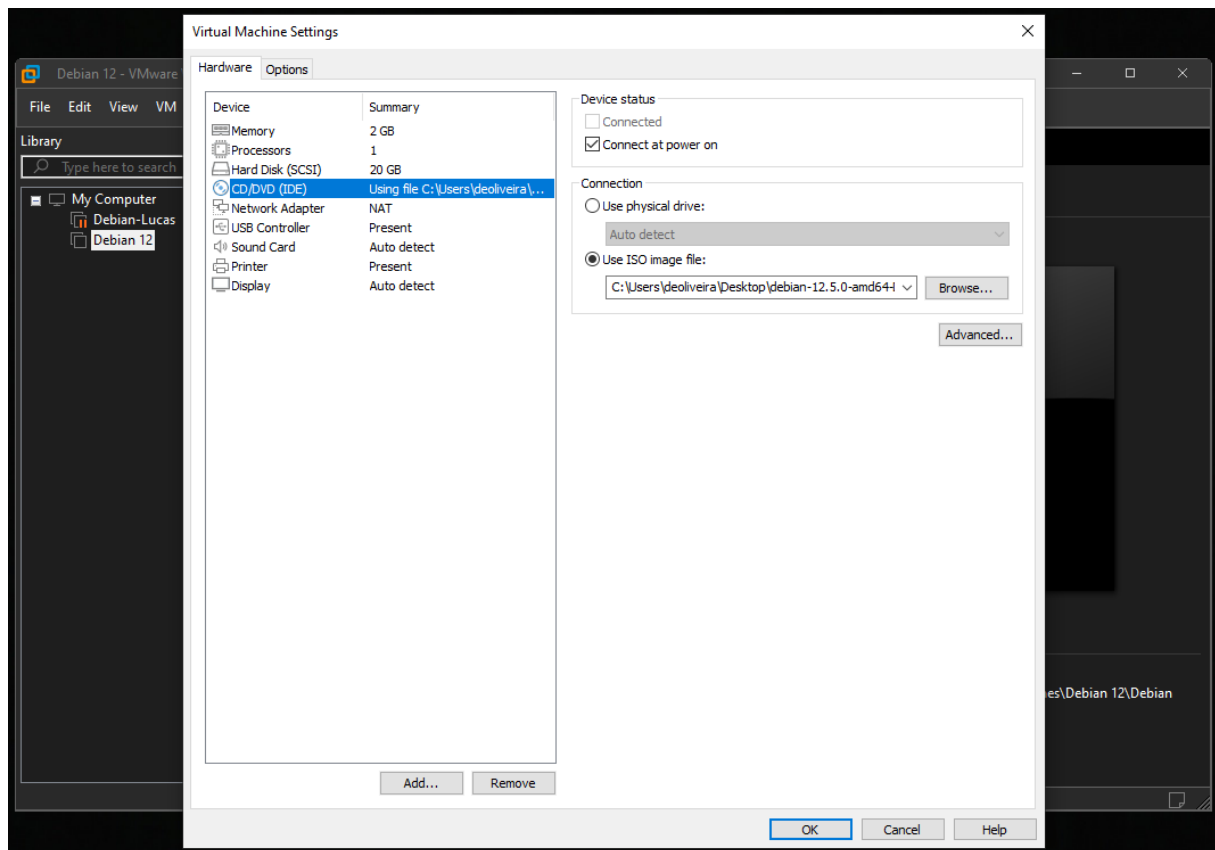 Virtual Machine Settings
Debian 12 - VMware
File Edit View VM
Library
Type here to search
My Computer
Debian-Lucas
Debian 12
Hardware Options
Device Summary
Memory 2 GB
Processors 1
Hard Disk (SCSI) 20 GB
CD/DVD (IDE) Using file C:\Users\deoliveira\...
Network Adapter NAT
USB Controller Present
Sound Card Auto detect
Printer Present
Display Auto detect
Add... Remove
Device status
Connected
Connect at power on
Connection
Use physical drive:
Auto detect
Use ISO image file:
C:\Users\deoliveira\Desktop\debian-12.5.0-amd64-
Browse...
Advanced...
es\Debian 12\Debian
OK Cancel Help